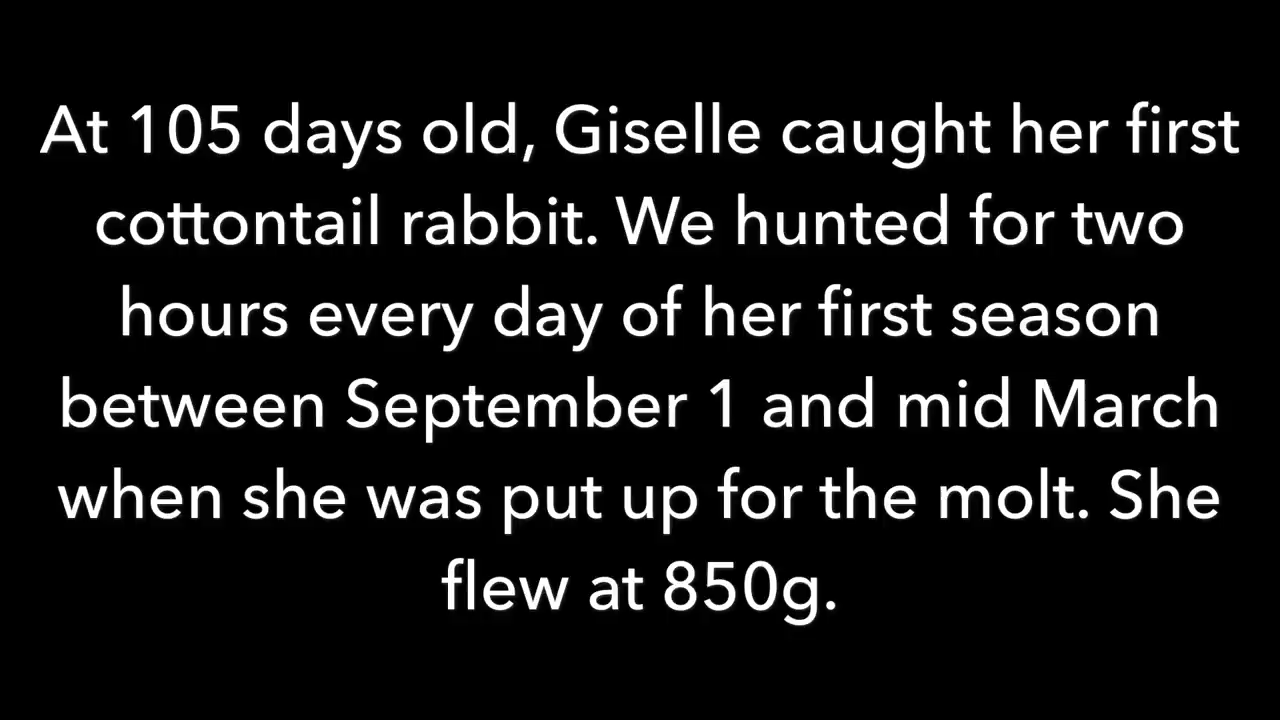 At 105 days old, Giselle caught her first
cottontail rabbit. We hunted for two
hours every day of her first season
between September 1 and mid March
when she was put up for the molt. She
flew at 850g.